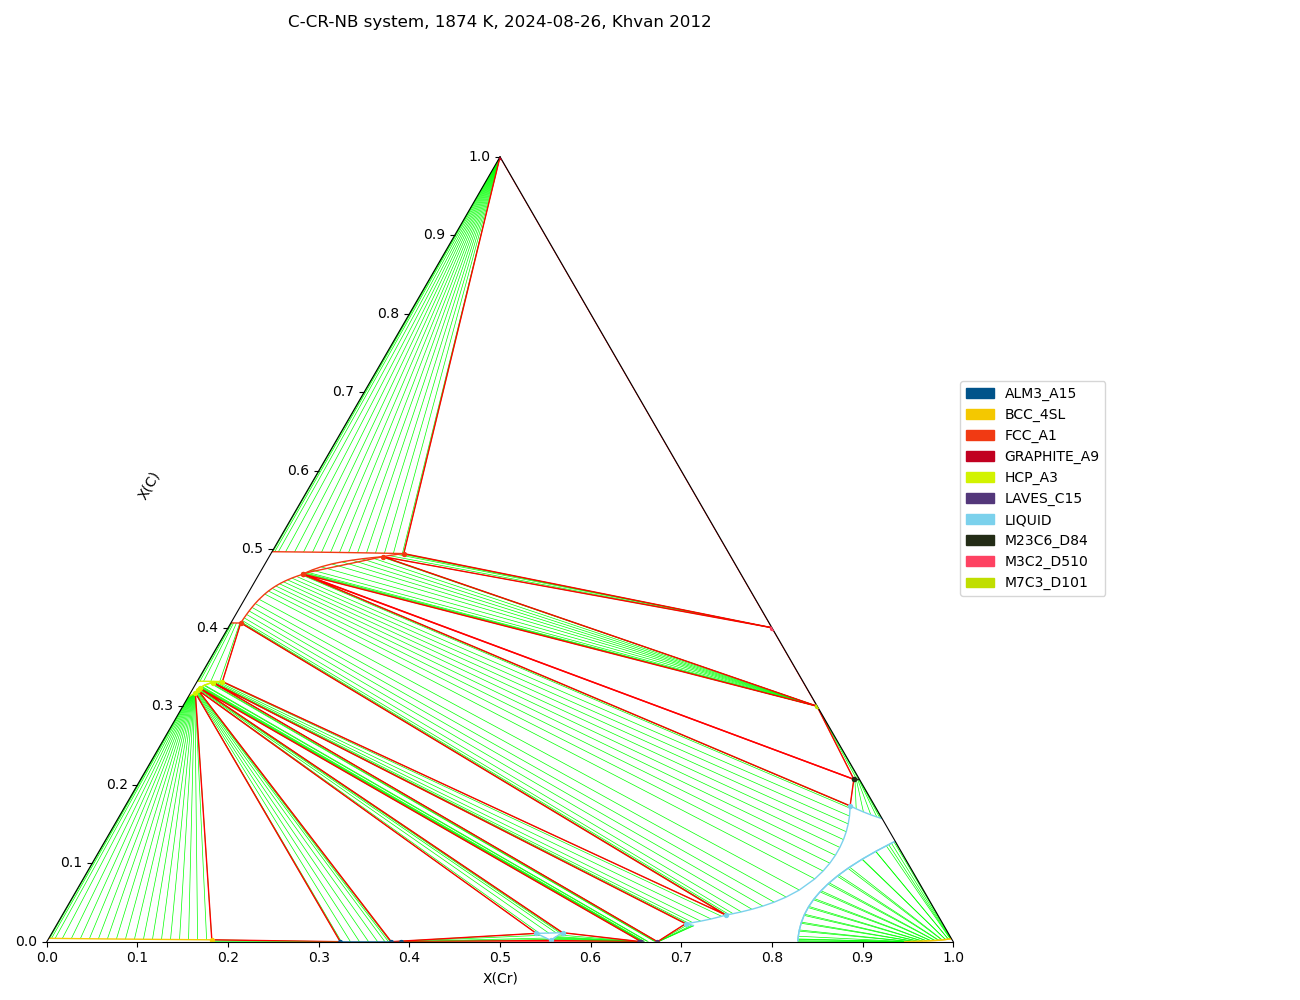 C-CR-NB system, 1874 K, 2024-08-26, Khvan 2012
1.0
0.9
0.8
0.7
0.6
0.5
0.4
0.3
0.2
0.1
0.0
X(C)
0.0 0.1 0.2 0.3 0.4 0.5 0.6 0.7 0.8 0.9 1.0
X(Cr)
ALM3_A15
BCC_4SL
FCC_A1
GRAPHITE_A9
HCP_A3
LAVES_C15
LIQUID
M23C6_D84
M3C2_D510
M7C3_D101